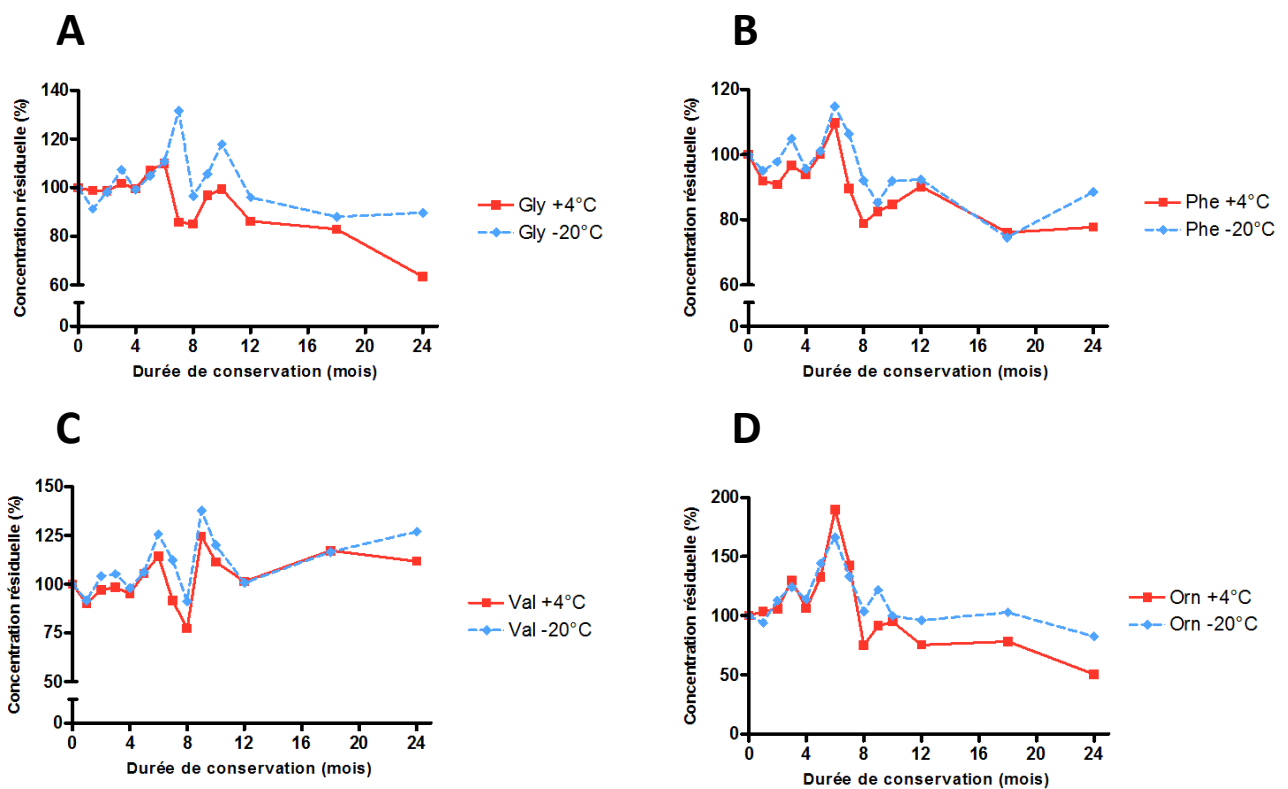 A
Concentration résiduelle (%)
140
120
100
80
60
0
0 4 8 12 16 20 24
Durée de conservation (mois)
Gly +4°C
Gly -20°C
B
Concentration résiduelle (%)
120
100
80
60
0
0 4 8 12 16 20 24
Durée de conservation (mois)
Phe +4°C
Phe -20°C
C
Concentration résiduelle (%)
150
125
100
75
50
0
0 4 8 12 16 20 24
Durée de conservation (mois)
Val +4°C
Val -20°C
D
Concentration résiduelle (%)
200
150
100
50
0
0 4 8 12 16 20 24
Durée de conservation (mois)
Orn +4°C
Orn -20°C